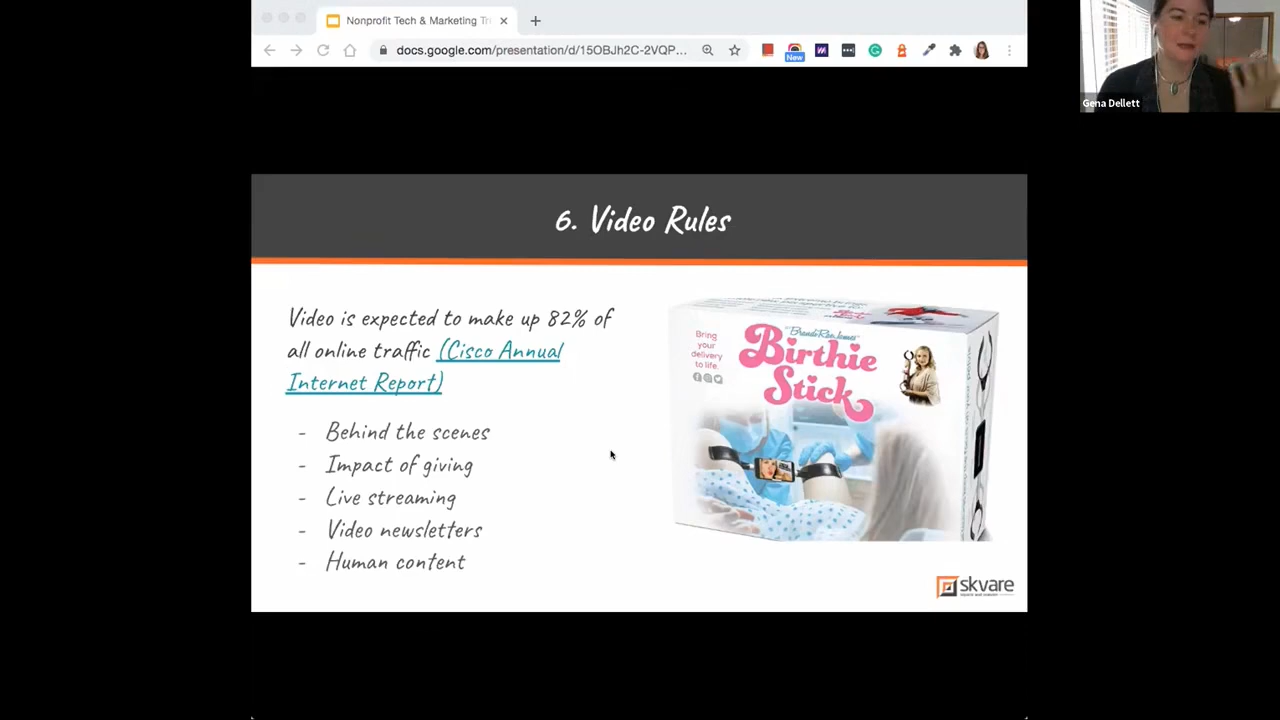 Nonprofit Tech & Marketing Tr
docs.google.com/presentation/d/15OBJh2C-2VQP...
New
Gena Dellett
6. Video Rules
Video is expected to make up 82% of
all online traffic (Cisco Annual
Internet Report)
- Behind the scenes
- Impact of giving
- Live streaming
- Video newsletters
- Human content
Bring
your
delivery
to life.
Birthie
Stick
skvare